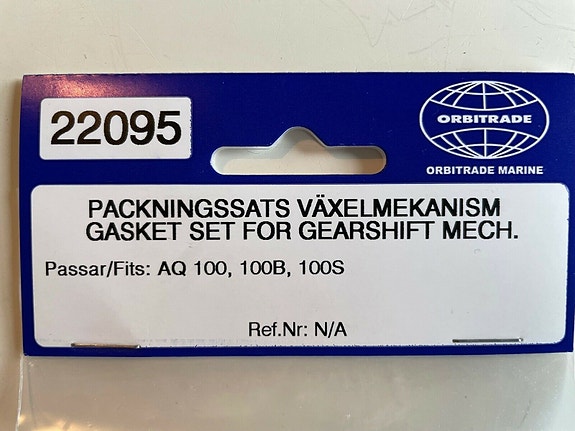 22095
ORBITRADE
ORBITRADE MARINE
PACKNINGSSATS VÄXELMEKANISM
GASKET SET FOR GEARSHIFT MECH.
Passar/Fits: AQ 100, 100B, 100S
Ref.Nr: N/A